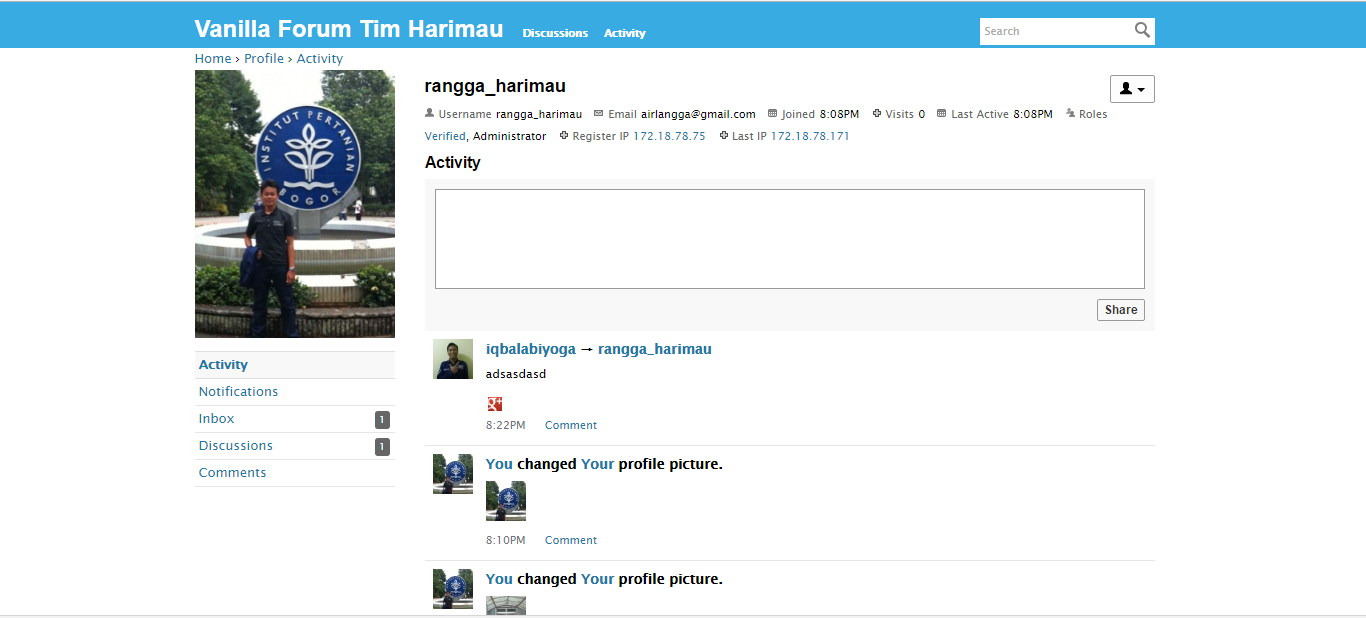 Vanilla Forum Tim Harimau Discussions Activity Search
Home › Profile › Activity
INSTITUT PERTANIAN
BOGOR
Activity
Notifications
Inbox 1
Discussions 1
Comments
rangga_harimau
Username rangga_harimau Email airlangga@gmail.com Joined 8:08PM Visits 0 Last Active 8:08PM Roles
Verified, Administrator Register IP 172.18.78.75 Last IP 172.18.78.171
Activity
Share
iqbalabiyoga → rangga_harimau
adsasdasd
g+
8:22PM Comment
You changed Your profile picture.
8:10PM Comment
You changed Your profile picture.